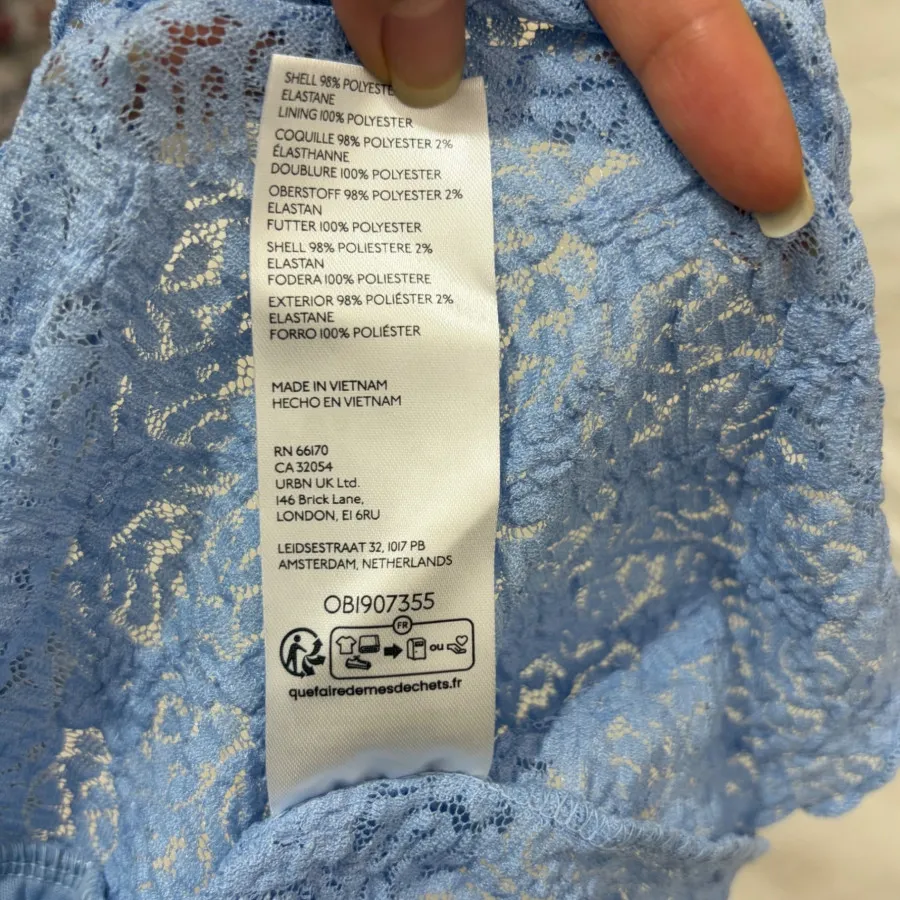 SHELL 98% POLYESTE
ELASTANE
LINING 100% POLYESTER
COQUILLE 98% POLYESTER 2%
ÉLASTHANNE
DOUBLURE 100% POLYESTER
OBERSTOFF 98% POLYESTER 2%
ELASTAN
FUTTER 100% POLYESTER
SHELL 98% POLIESTERE 2%
ELASTAN
FODERA 100% POLIESTERE
EXTERIOR 98% POLIÉSTER 2%
ELASTANE
FORRO 100% POLIÉSTER
MADE IN VIETNAM
HECHO EN VIETNAM
RN 66170
CA 32054
URBN UK Ltd.
146 Brick Lane,
LONDON, E1 6RU
LEIDSESTRAAT 32, 1017 PB
AMSTERDAM, NETHERLANDS
OB1907355
FR
ou
quefairedemesdechets.fr